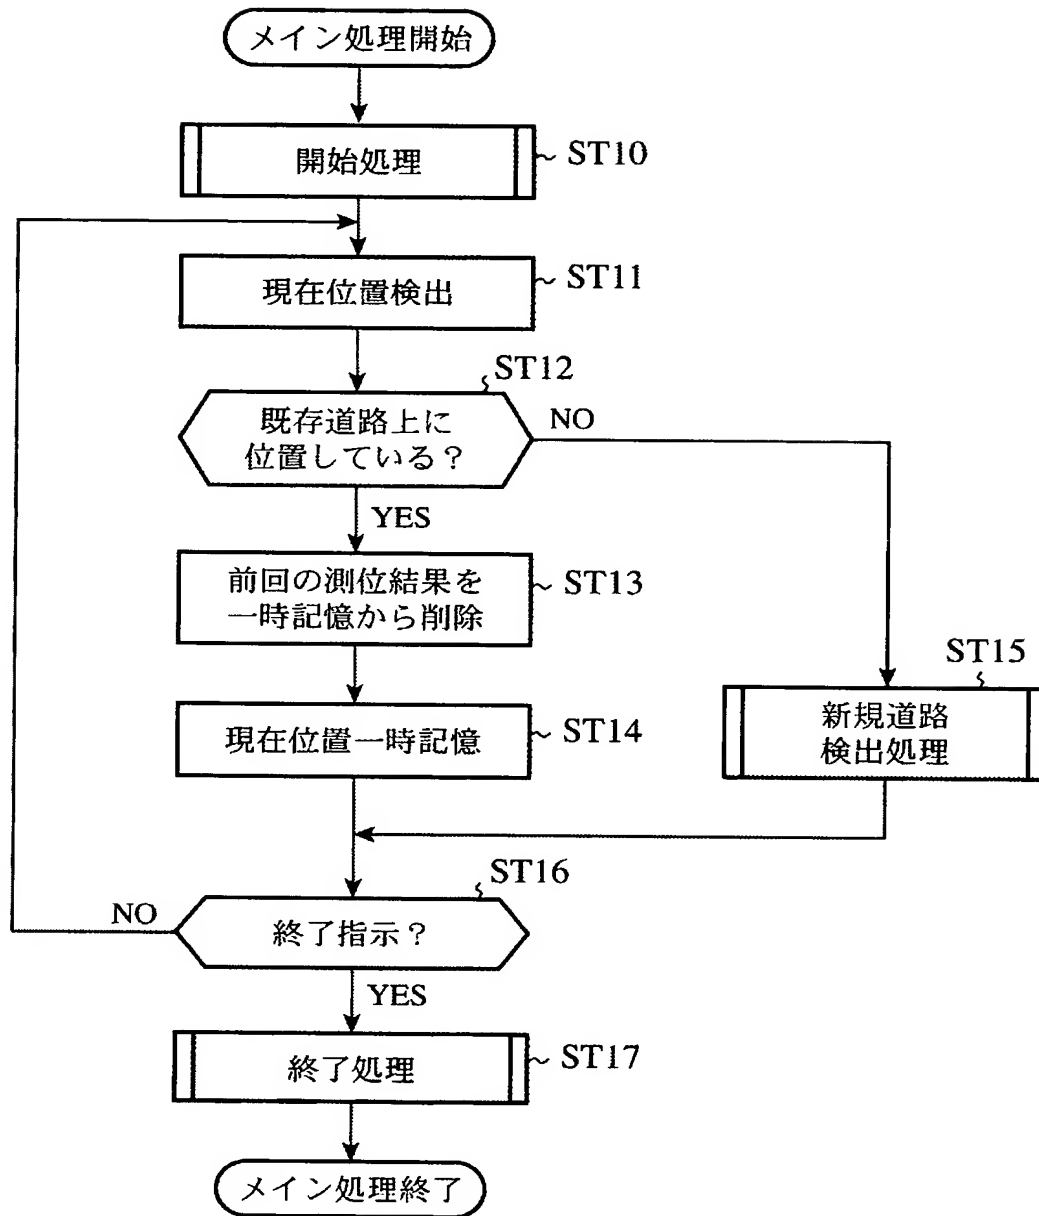 メイン処理開始
開始処理
ST10
現在位置検出
ST11
ST12
既存道路上に
位置している？
NO
YES
前回の測位結果を
一時記憶から削除
ST13
現在位置一時記憶
ST14
ST15
新規道路
検出処理
ST16
終了指示？
NO
YES
終了処理
ST17
メイン処理終了